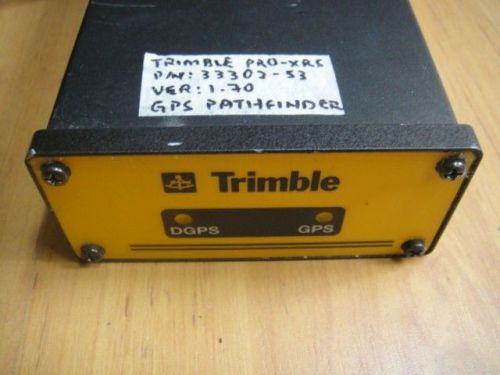 TRIMBLE PRO-XRS
P/N: 33302-53
VER: 1.70
GPS PATHFINDER
Trimble
DGPS GPS